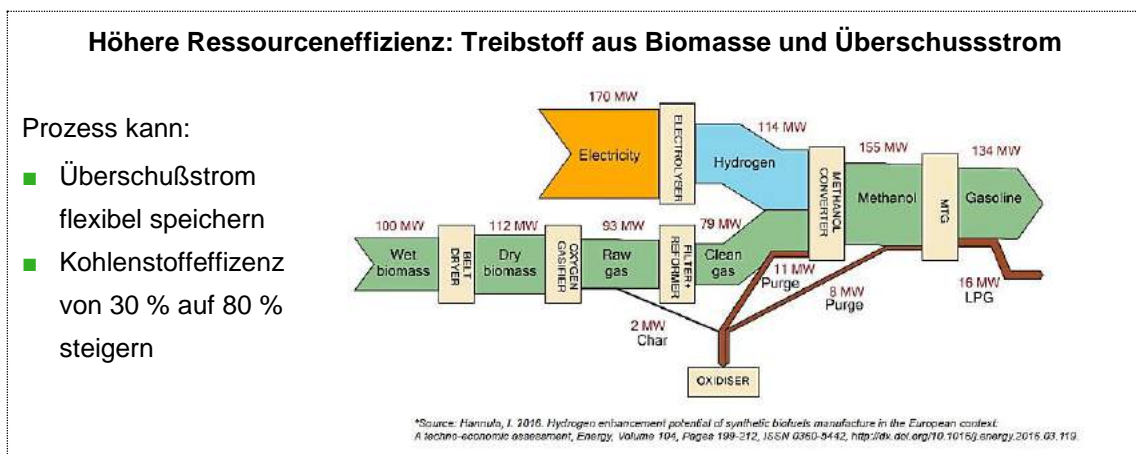 Höhere Ressourceneffizienz: Treibstoff aus Biomasse und Überschussstrom
Prozess kann:
■ Überschußstrom
flexibel speichern
■ Kohlenstoffeffizenz
von 30 % auf 80 %
steigern
170 MW
Electricity
ELECTROLYSER
114 MW
Hydrogen
METHANOL
CONVERTER
155 MW
Methanol
MTG
134 MW
Gasoline
100 MW
Wet
biomass
BELT
DRYER
112 MW
Dry
biomass
OXYGEN
GASIFIER
93 MW
Raw
gas
FILTER+
REFORMER
79 MW
Clean
gas
11 MW
Purge
8 MW
Purge
16 MW
LPG
2 MW
Char
OXIDISER
*Source: Hannula, I. 2016. Hydrogen enhancement potential of synthetic biofuels manufacture in the European context:
A techno-economic assessment, Energy, Volume 104, Pages 199-212, ISSN 0360-5442, http://dx.doi.org/10.1016/j.energy.2016.03.119.